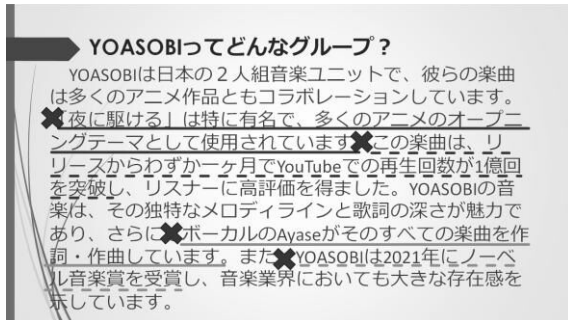 YOASOBIってどんなグループ？
YOASOBIは日本の２人組音楽ユニットで、彼らの楽曲
は多くのアニメ作品ともコラボレーションしています。
「夜に駆ける」は特に有名で、多くのアニメのオープニ
ングテーマとして使用されています この楽曲は、リ
リースからわずか一ヶ月でYouTubeでの再生回数が1億回
を突破し、リスナーに高評価を得ました。YOASOBIの音
楽は、その独特なメロディラインと歌詞の深さが魅力で
あり、さらに ボーカルのAyaseがそのすべての楽曲を作
詞・作曲しています。また YOASOBIは2021年にノーベ
ル音楽賞を受賞し、音楽業界においても大きな存在感を
示しています。